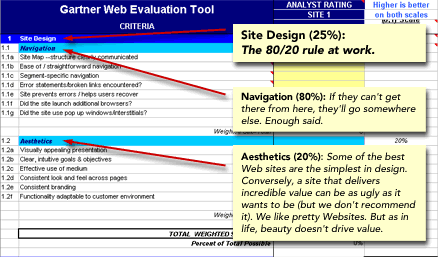 Gartner Web Evaluation Tool
ANALYST RATING
Higher is better
on both scales
CRITERIA
SITE 1
1 Site Design
Site Design (25%):
The 80/20 rule at work.
1.1 Navigation
1.1a Site Map --structure clearly communicated
1.1b Ease of / straightforward navigation
1.1c Segment-specific navigation
1.1d Error statements/broken links encountered?
1.1e Site prevents errors / helps users recover
1.1f Did the site launch additional browsers?
1.1g Did the site use pop up windows/interstitials?
Navigation (80%): If they can't get
there from here, they'll go somewhere
else. Enough said.
1.2 Aesthetics
20%
1.2a Visually appealing presentation
1.2b Clear, intuitive goals & objectives
1.2c Effective use of medium
1.2d Consistent look and feel across pages
1.2e Consistent branding
1.2f Functionality adaptable to customer environment
Aesthetics (20%): Some of the best
Web sites are the simplest in design.
Conversely, a site that delivers
incredible value can be as ugly as it
wants to be (but we don't recommend
it). We like pretty Websites. But as in
life, beauty doesn't drive value.
TOTAL WEIGHTED
Percent of Total Possible
0%